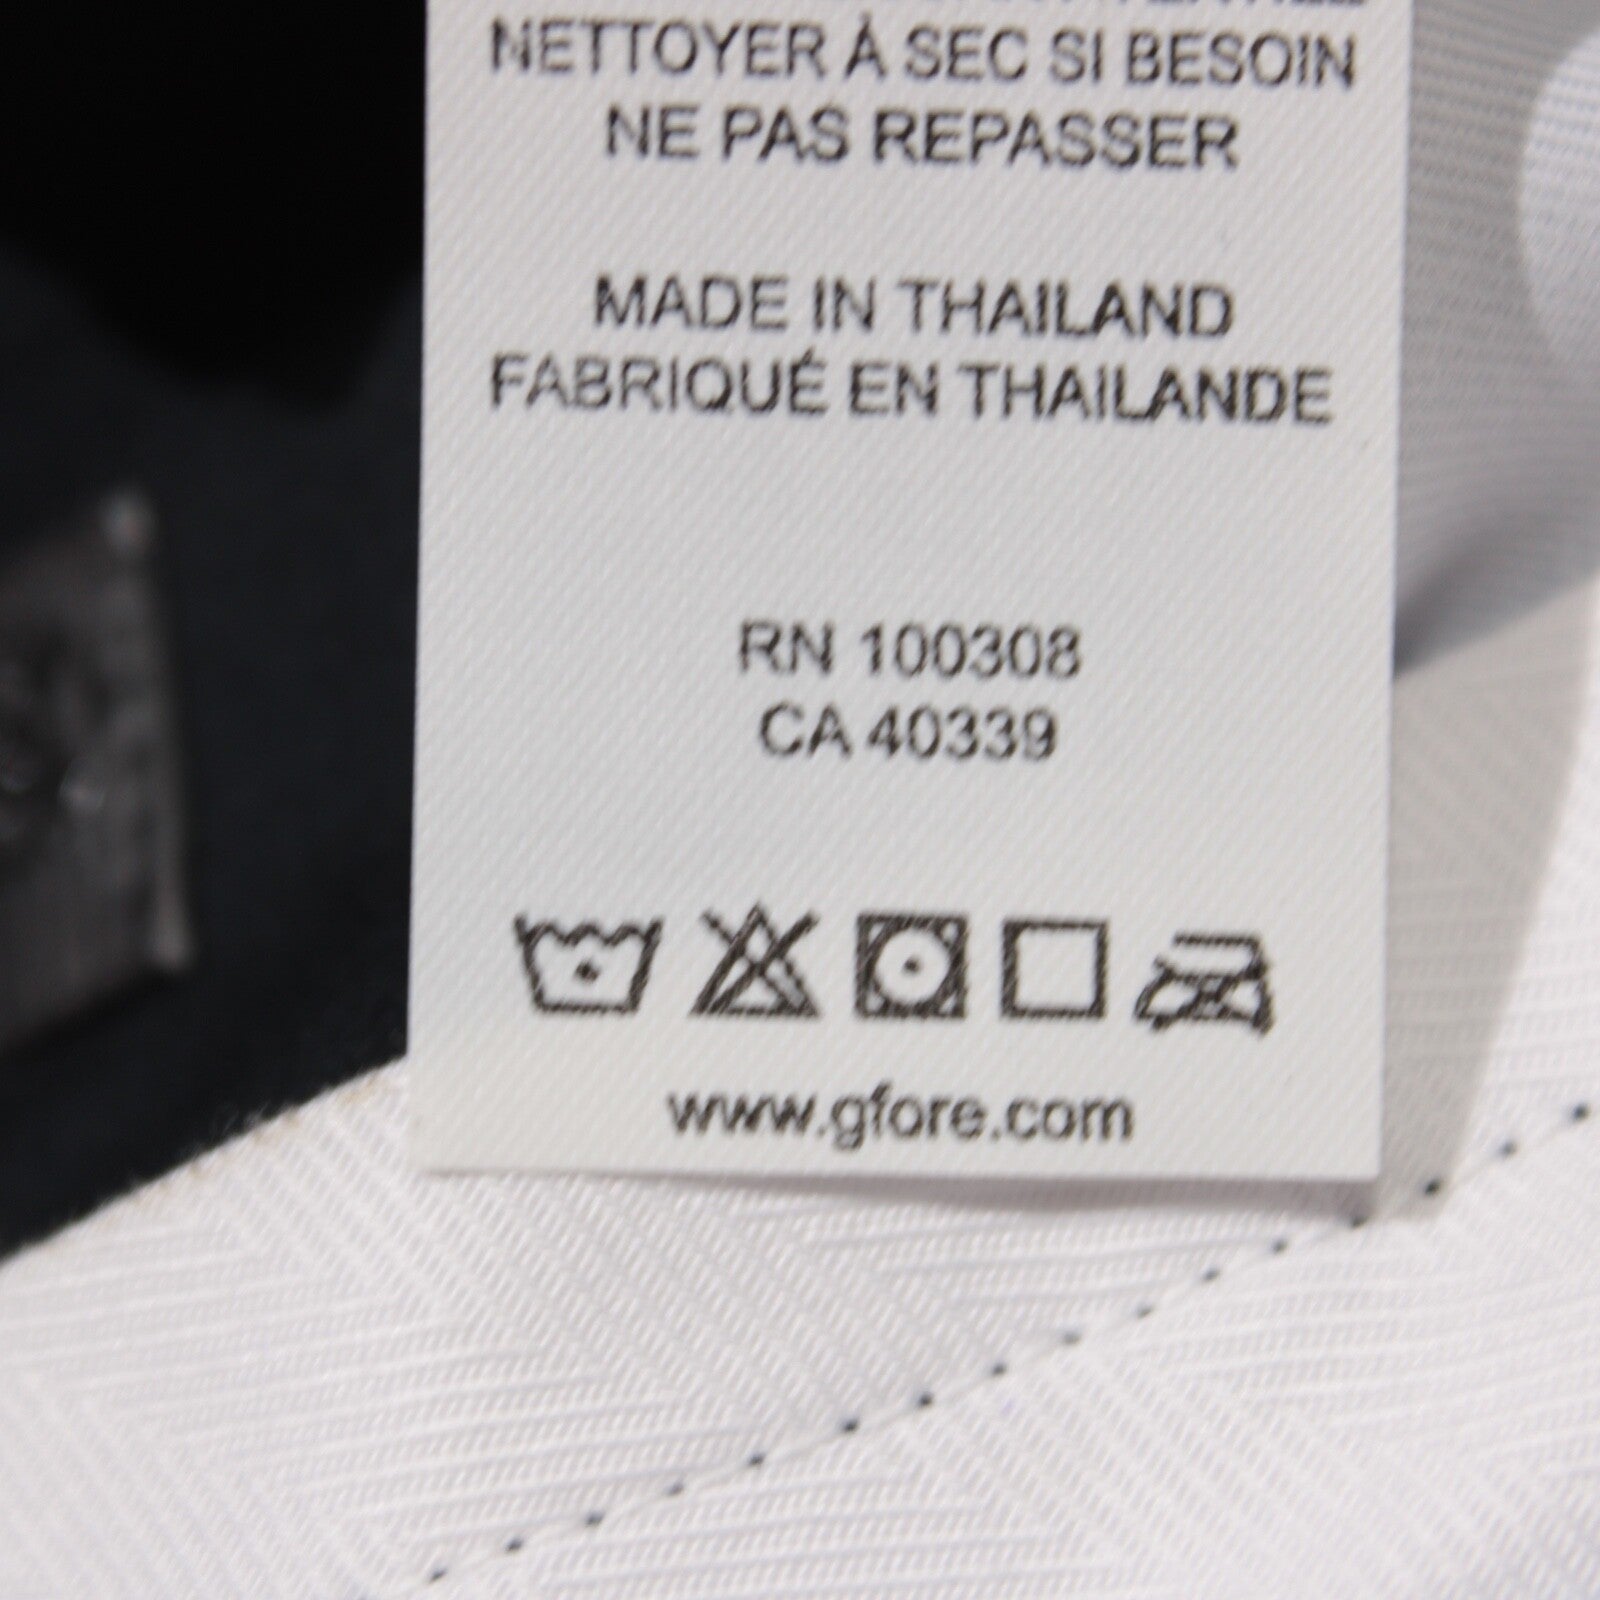 NETTOYER À SEC SI BESOIN
NE PAS REPASSER
MADE IN THAILAND
FABRIQUÉ EN THAILANDE
RN 100308
CA 40339
www.gfore.com